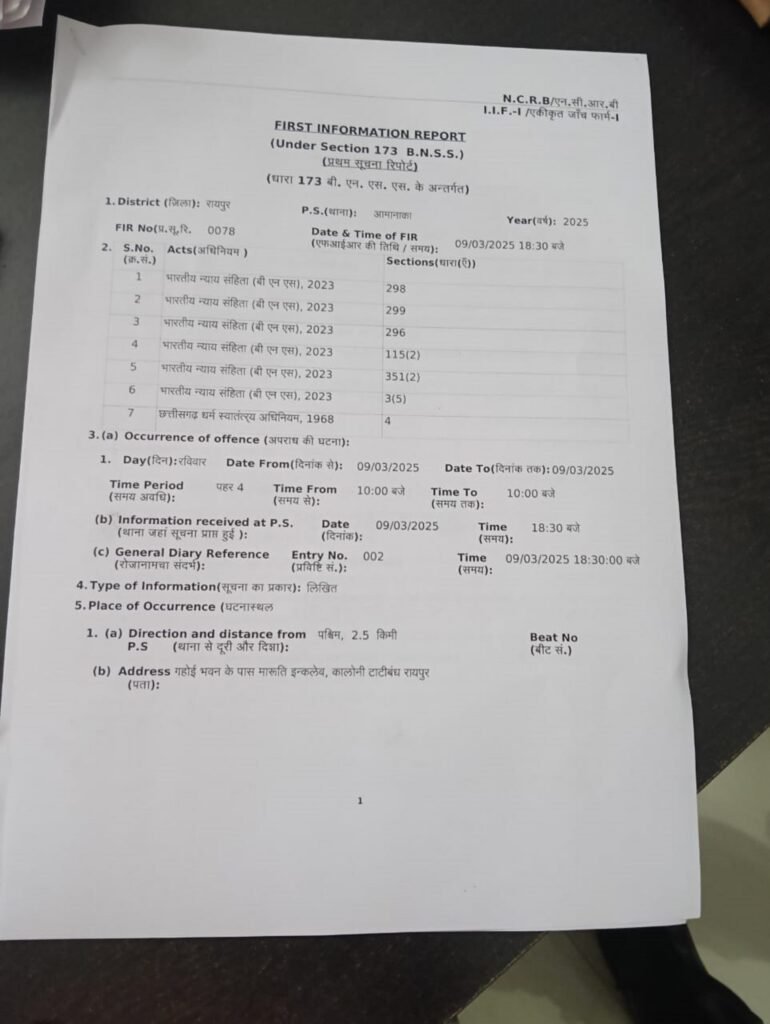 N.C.R.B/एन.सी.आर.बी
I.I.F.-I /एकीकृत जाँच फार्म-I
FIRST INFORMATION REPORT
(Under Section 173 B.N.S.S.)
(प्रथम सूचना रिपोर्ट)
(धारा 173 बी. एन. एस. एस. के अन्तर्गत)
1. District (जिला): रायपुर P.S.(थाना): आमानाका Year(वर्ष): 2025
FIR No(प्र.सू.रि. 0078 Date & Time of FIR 09/03/2025 18:30 बजे
(एफआईआर की तिथि / समय):
2. S.No. Acts(अधिनियम ) Sections(धारा(एँ))
(क्र.सं.)
1 भारतीय न्याय संहिता (बी एन एस), 2023 298
2 भारतीय न्याय संहिता (बी एन एस), 2023 299
3 भारतीय न्याय संहिता (बी एन एस), 2023 296
4 भारतीय न्याय संहिता (बी एन एस), 2023 115(2)
5 भारतीय न्याय संहिता (बी एन एस), 2023 351(2)
6 भारतीय न्याय संहिता (बी एन एस), 2023 3(5)
7 छत्तीसगढ़ धर्म स्वातंत्र्य अधिनियम, 1968 4
3. (a) Occurrence of offence (अपराध की घटना):
1. Day(दिन):रविवार Date From(दिनांक से): 09/03/2025 Date To(दिनांक तक): 09/03/2025
Time Period पहर 4 Time From 10:00 बजे Time To 10:00 बजे
(समय अवधि): (समय से): (समय तक):
(b) Information received at P.S. Date 09/03/2025 Time 18:30 बजे
(थाना जहां सूचना प्राप्त हुई ): (दिनांक): (समय):
(c) General Diary Reference Entry No. 002 Time 09/03/2025 18:30:00 बजे
(रोजानामचा संदर्भ): (प्रविष्टि सं.): (समय):
4. Type of Information(सूचना का प्रकार): लिखित
5. Place of Occurrence (घटनास्थल
1. (a) Direction and distance from पश्चिम, 2.5 किमी Beat No
P.S (थाना से दूरी और दिशा): (बीट सं.)
(b) Address गहोई भवन के पास मारूति इन्कलेव, कालोनी टाटीबंध रायपुर
(पता):
1